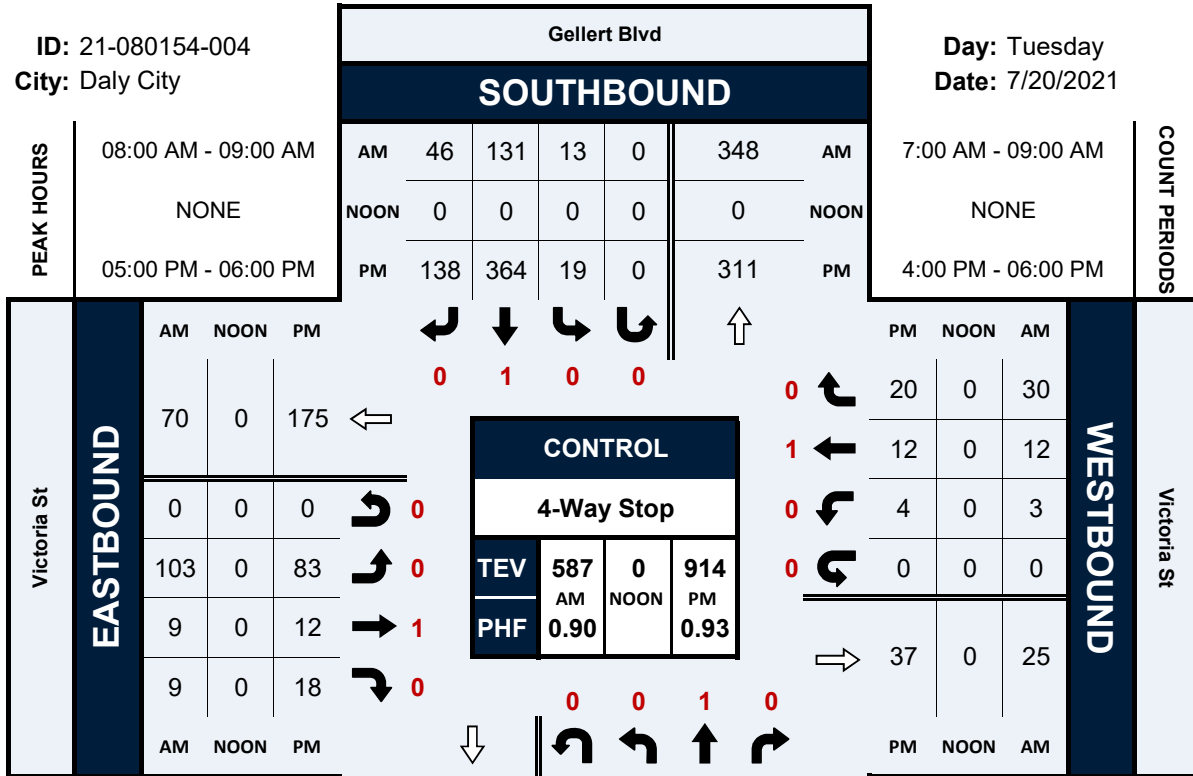 Gellert Blvd
ID: 21-080154-004
Day: Tuesday
City: Daly City
Date: 7/20/2021
SOUTHBOUND
PEAK HOURS
08:00 AM - 09:00 AM
AM 46 131 13 0 348 AM
7:00 AM - 09:00 AM
COUNT PERIODS
NONE
NOON 0 0 0 0 0 NOON
NONE
05:00 PM - 06:00 PM
PM 138 364 19 0 311 PM
4:00 PM - 06:00 PM
AM NOON PM
PM NOON AM
0 1 0 0
0 20 0 30
70 0 175
CONTROL
1 12 0 12
Victoria St
EASTBOUND
WESTBOUND
Victoria St
0 0 0 0
4-Way Stop
0 4 0 3
103 0 83 0
TEV 587 0 914
0 0 0 0
AM NOON PM
9 0 12 1
PHF 0.90 0.93
37 0 25
9 0 18 0
0 0 1 0
AM NOON PM
PM NOON AM